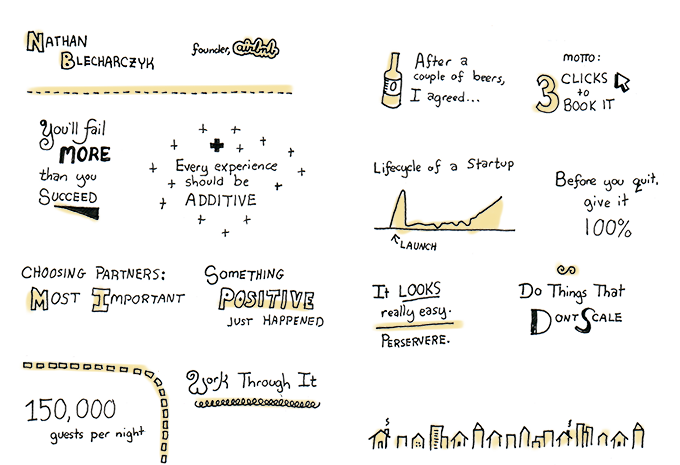 NATHAN
BLECHARCZYK
founder, airbnb
You'll fail
MORE
than you
SUCCEED
Every experience
should be
ADDITIVE
CHOOSING PARTNERS:
MOST IMPORTANT
SOMETHING
POSITIVE
JUST HAPPENED
150,000
guests per night
Work Through It
After a
couple of beers,
I agreed...
MOTTO:
3 CLICKS
to
BOOK IT
Lifecycle of a Startup
LAUNCH
Before you quit,
give it
100%
It LOOKS
really easy.
PERSERVERE.
Do Things That
DONT SCALE